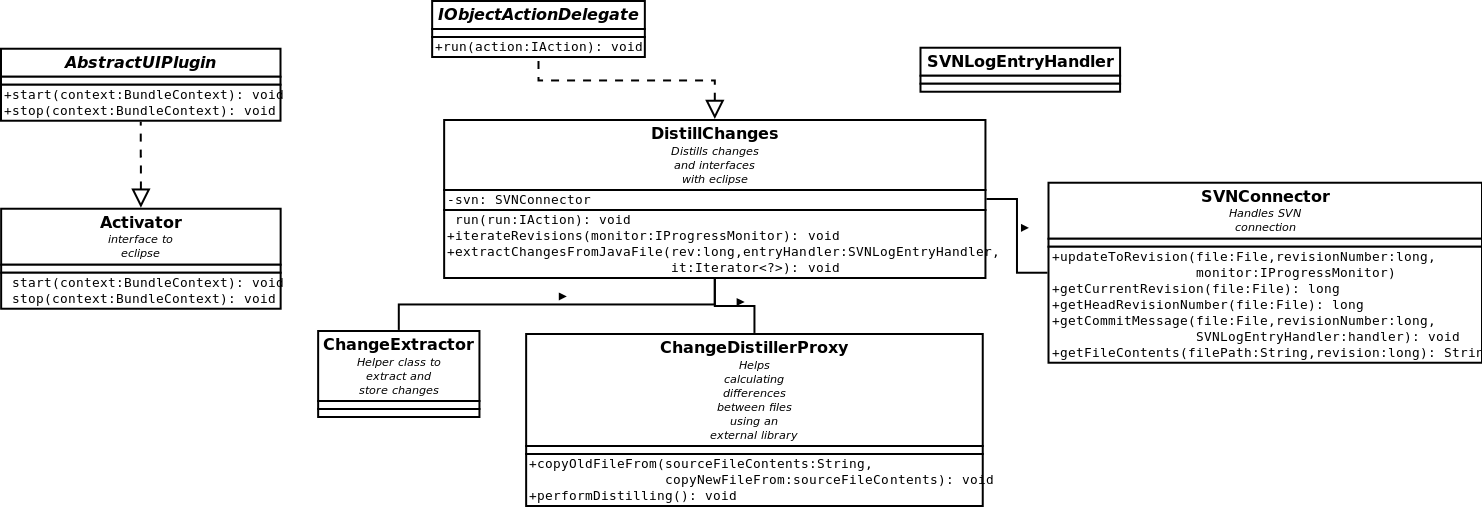 IObjectActionDelegate
+run(action:IAction): void
AbstractUIPlugin
+start(context:BundleContext): void
+stop(context:BundleContext): void
SVNLogEntryHandler
DistillChanges
Distills changes
and interfaces
with eclipse
-svn: SVNConnector
run(run:IAction): void
+iterateRevisions(monitor:IProgressMonitor): void
+extractChangesFromJavaFile(rev:long,entryHandler:SVNLogEntryHandler,
it:Iterator<?>): void
Activator
interface to
eclipse
start(context:BundleContext): void
stop(context:BundleContext): void
SVNConnector
Handles SVN
connection
+updateToRevision(file:File,revisionNumber:long,
monitor:IProgressMonitor)
+getCurrentRevision(file:File): long
+getHeadRevisionNumber(file:File): long
+getCommitMessage(file:File,revisionNumber:long,
SVNLogEntryHandler:handler): void
+getFileContents(filePath:String,revision:long): Strin
ChangeExtractor
Helper class to
extract and
store changes
ChangeDistillerProxy
Helps
calculating
differences
between files
using an
external library
+copyOldFileFrom(sourceFileContents:String,
copyNewFileFrom:sourceFileContents): void
+performDistilling(): void